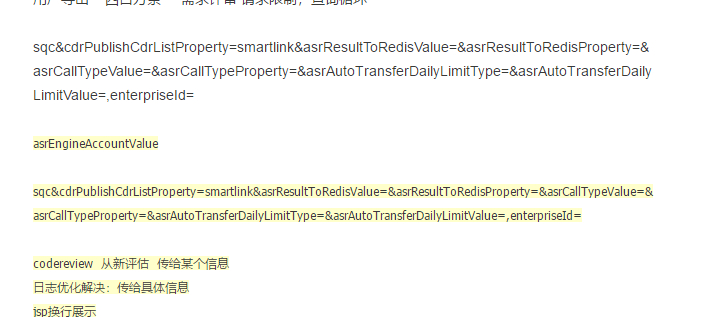 sqc&cdrPublishCdrListProperty=smartlink&asrResultToRedisValue=&asrResultToRedisProperty=&
asrCallTypeValue=&asrCallTypeProperty=&asrAutoTransferDailyLimitType=&asrAutoTransferDaily
LimitValue=,enterpriseId=
asrEngineAccountValue
sqc&cdrPublishCdrListProperty=smartlink&asrResultToRedisValue=&asrResultToRedisProperty=&asrCallTypeValue=&
asrCallTypeProperty=&asrAutoTransferDailyLimitType=&asrAutoTransferDailyLimitValue=,enterpriseId=
codereview 从新评估 传给某个信息
日志优化解决：传给具体信息
jsp换行展示